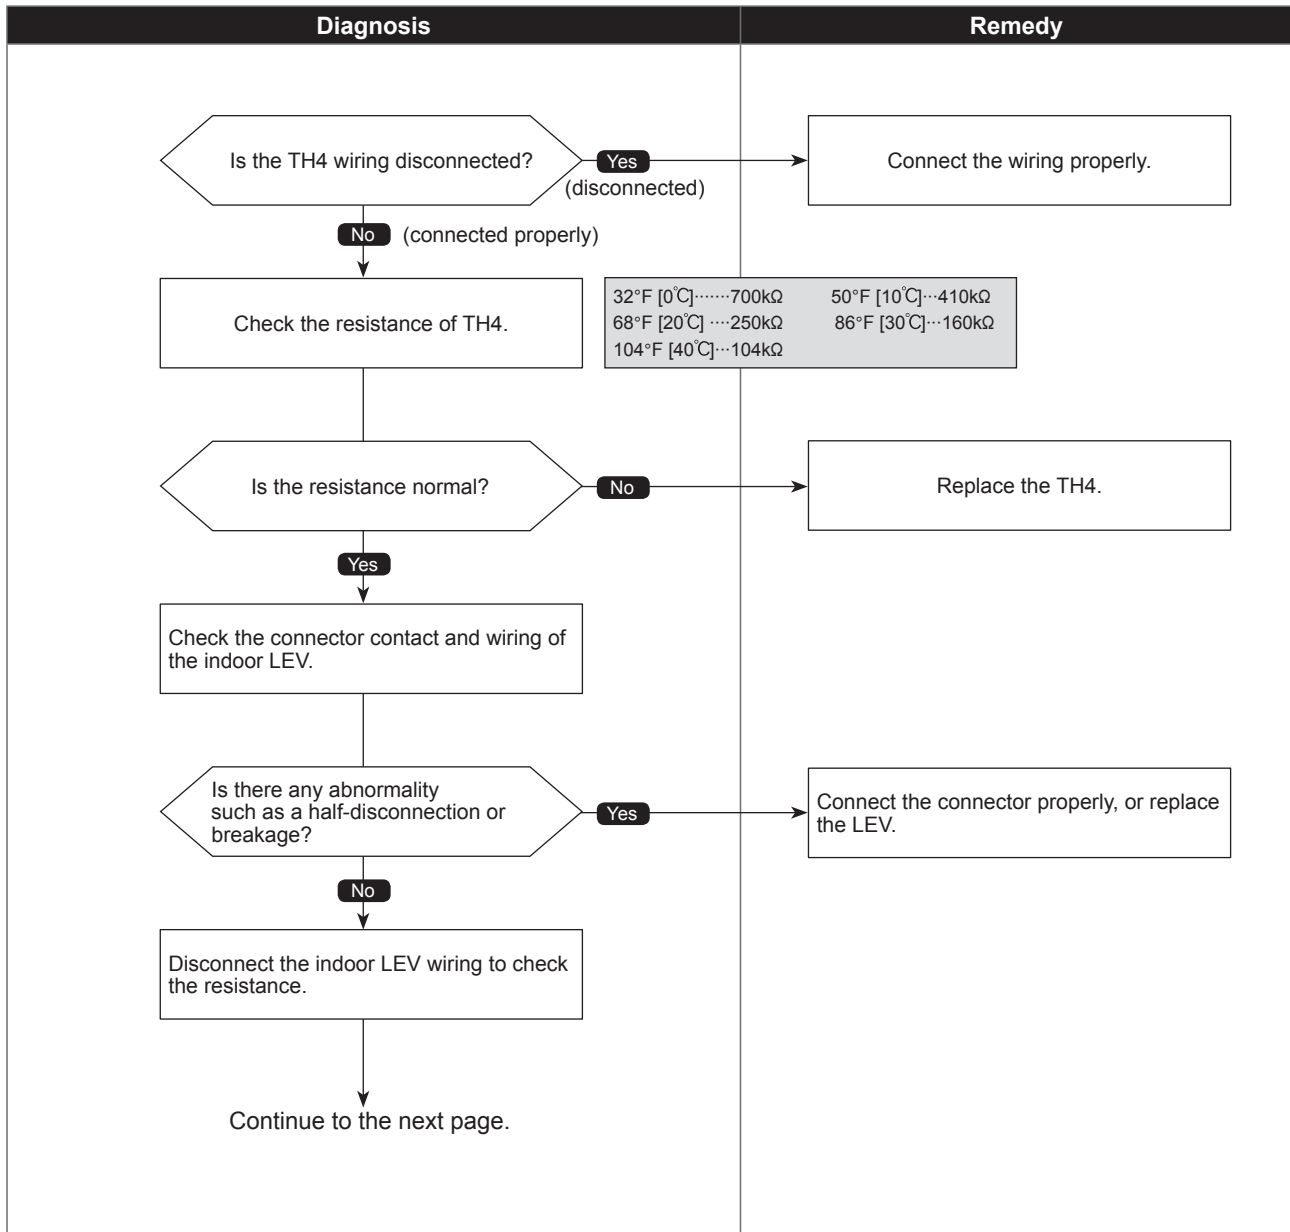 Diagnosis
Remedy
Is the TH4 wiring disconnected?
Yes
(disconnected)
Connect the wiring properly.
No
(connected properly)
Check the resistance of TH4.
32°F [0℃]·······700kΩ 50°F [10℃]···410kΩ
68°F [20℃] ····250kΩ 86°F [30℃]···160kΩ
104°F [40℃]···104kΩ
Is the resistance normal?
No
Replace the TH4.
Yes
Check the connector contact and wiring of
the indoor LEV.
Is there any abnormality
such as a half-disconnection or
breakage?
Yes
Connect the connector properly, or replace
the LEV.
No
Disconnect the indoor LEV wiring to check
the resistance.
Continue to the next page.